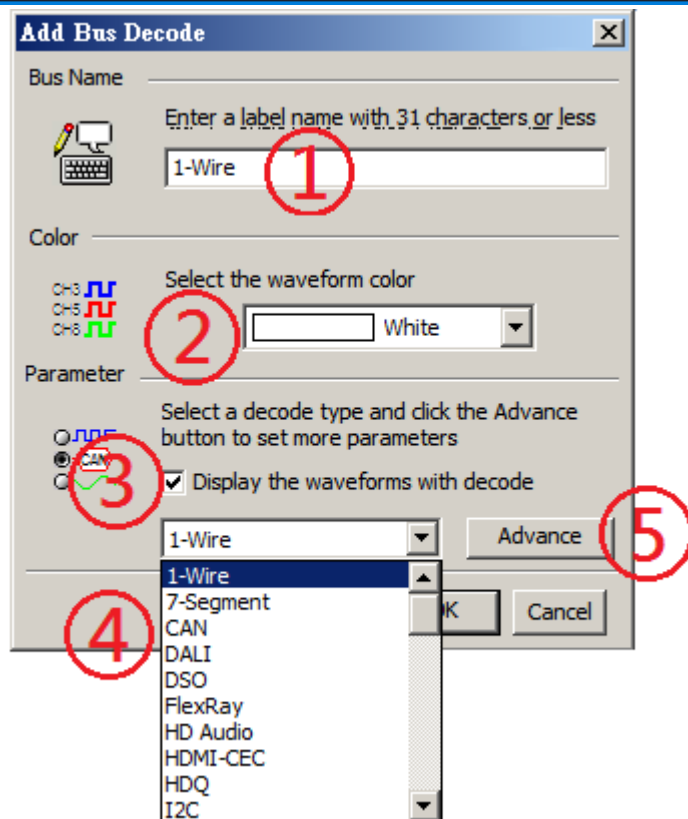 Add Bus Decode
Bus Name
Enter a label name with 31 characters or less
1-Wire
1
Color
CH3
CH5
CH8
Select the waveform color
2
White
Parameter
Select a decode type and click the Advance
button to set more parameters
CAN
3
Display the waveforms with decode
1-Wire
Advance
5
1-Wire
7-Segment
CAN
DALI
DSO
FlexRay
HD Audio
HDMI-CEC
HDQ
I2C
4
K
Cancel